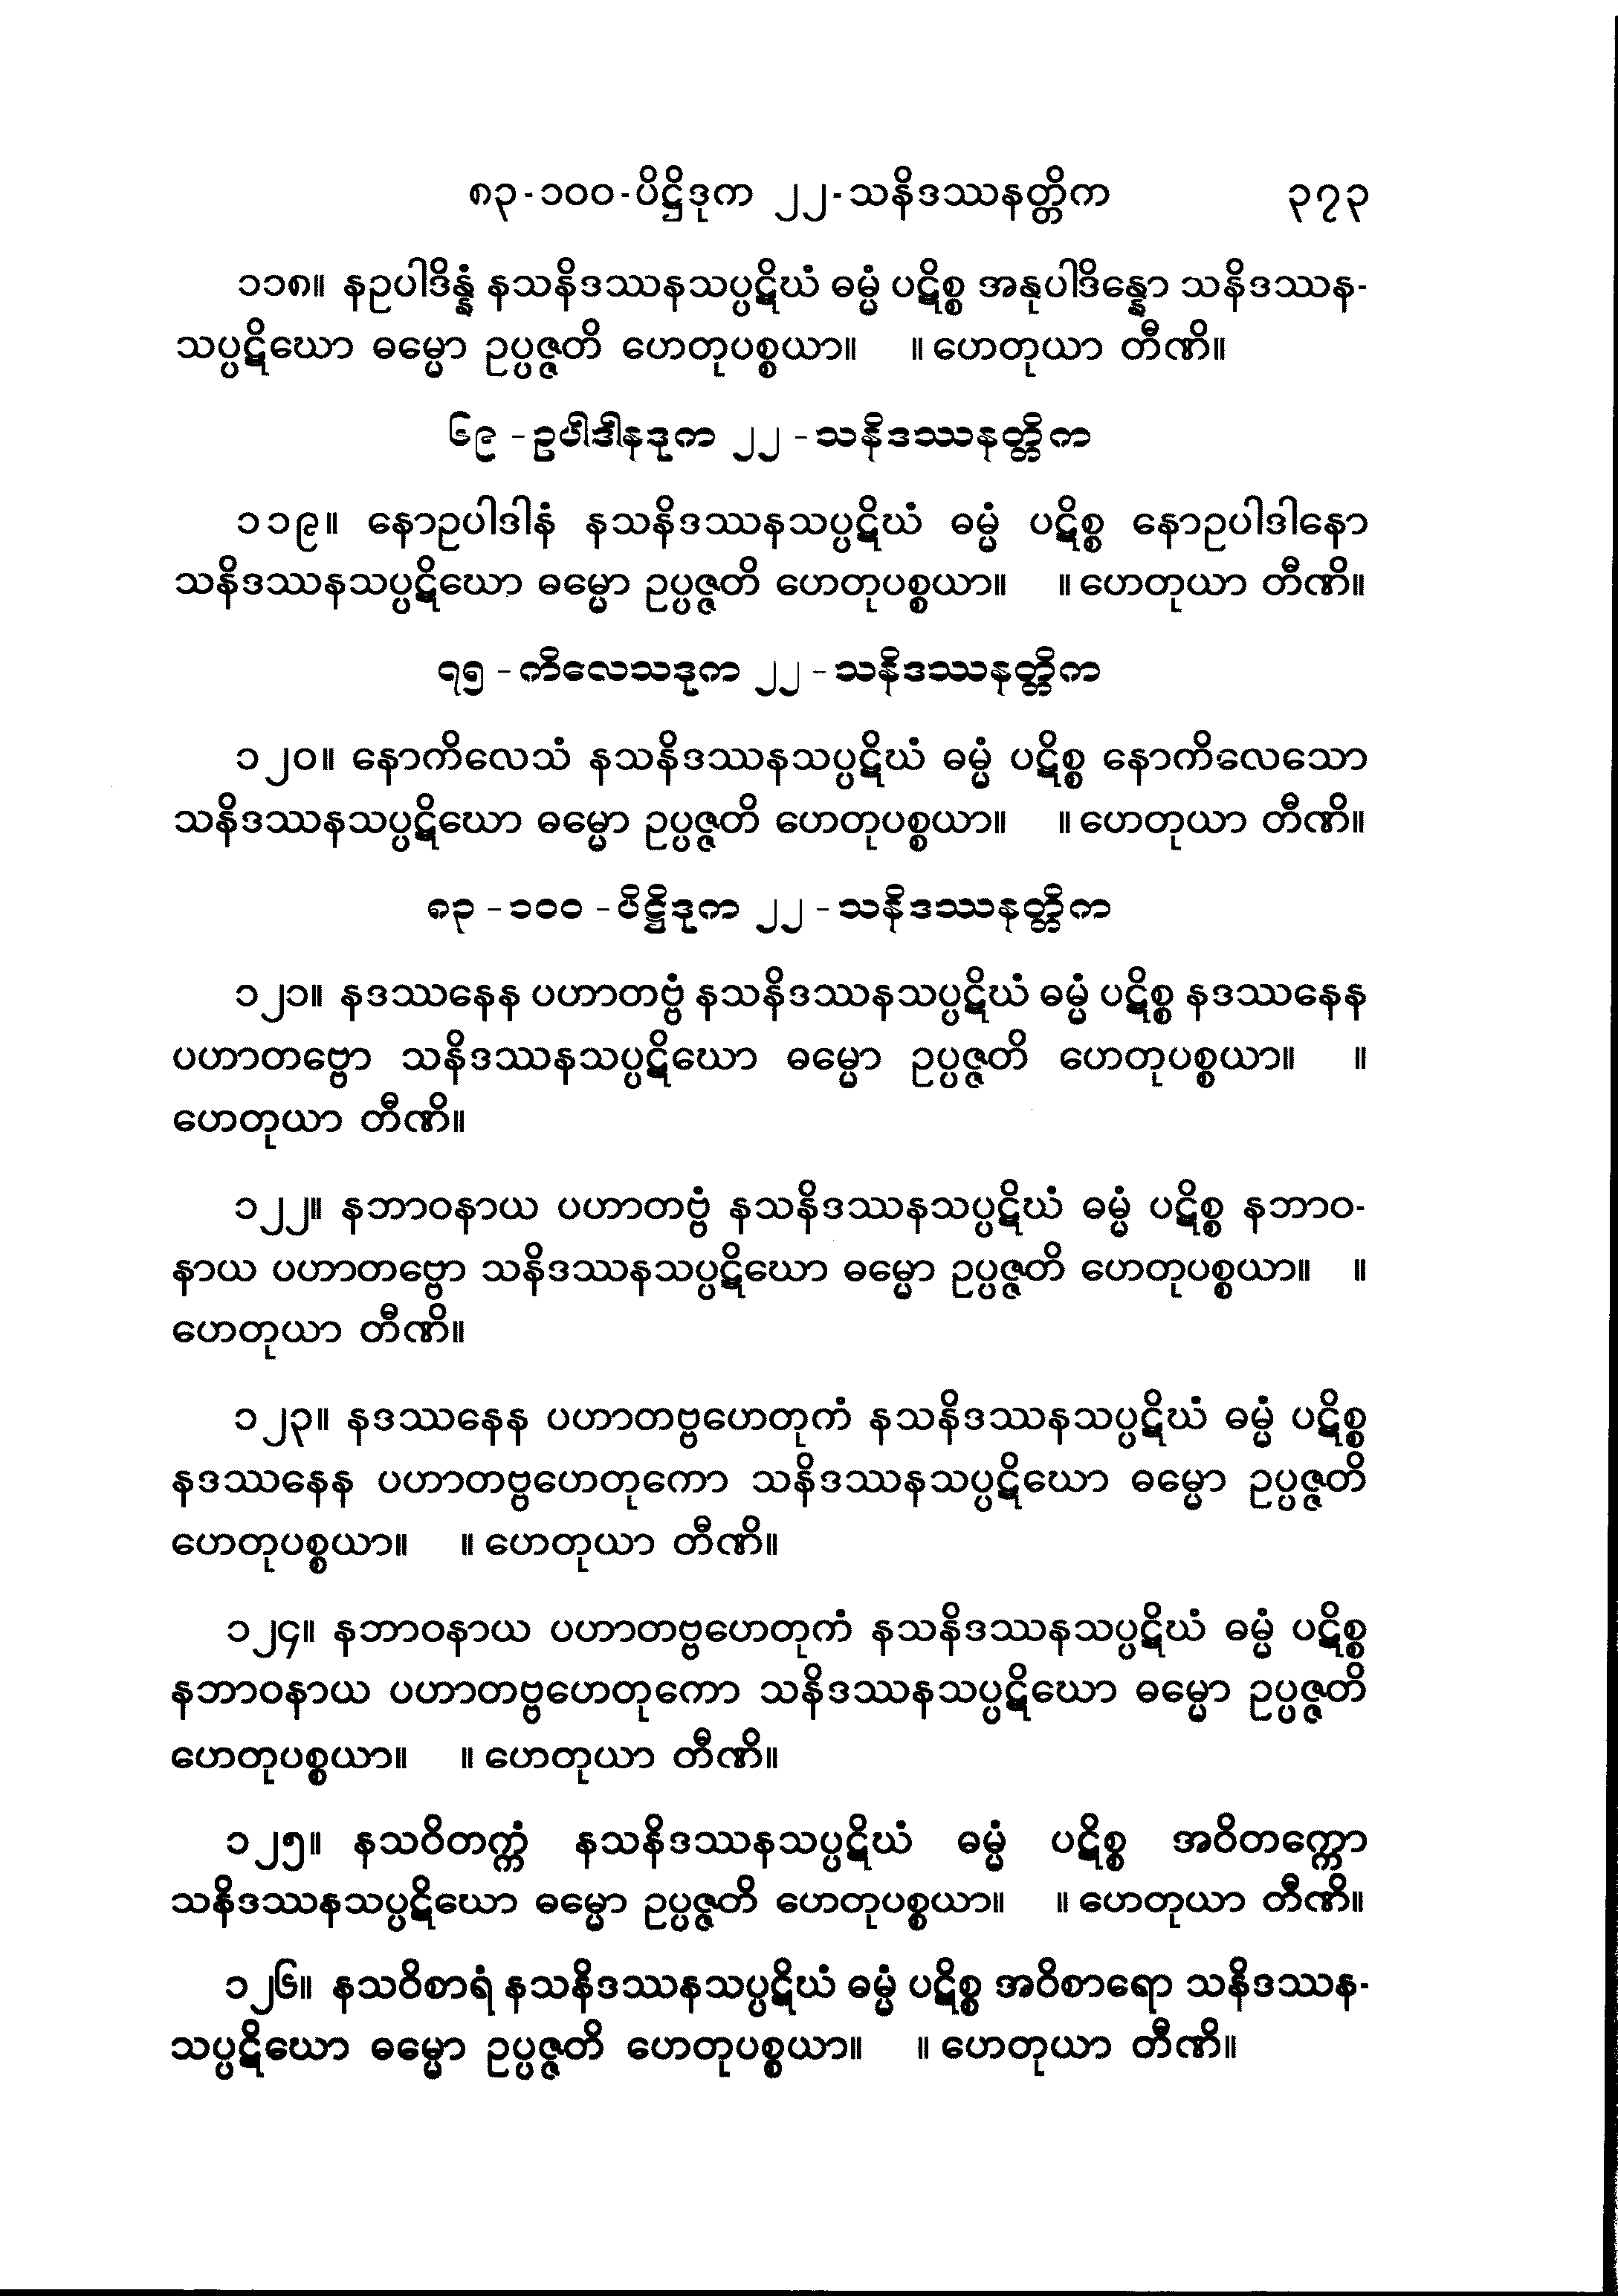 ၈၃-၁၀၀-ပိဋ္ဌိဒုက ၂၂-သနိဒဿနတ္တိက ၃၇၃
၁၁၈။ နဥပါဒိန္နံ နသနိဒဿနသပ္ပဋိဃံ ဓမ္မံ ပဋိစ္စ အနုပါဒိန္နော သနိဒဿန-
သပ္ပဋိဃော ဓမ္မော ဥပ္ပဇ္ဇတိ ဟေတုပစ္စယာ။ ။ ဟေတုယာ တီဏိ။
၆၉ - ဥပါဒါနဒုက ၂၂ - သနိဒဿနတ္တိက
၁၁၉။ နောဥပါဒါနံ နသနိဒဿနသပ္ပဋိဃံ ဓမ္မံ ပဋိစ္စ နောဥပါဒါနော
သနိဒဿနသပ္ပဋိဃော ဓမ္မော ဥပ္ပဇ္ဇတိ ဟေတုပစ္စယာ။ ။ ဟေတုယာ တီဏိ။
၇၅ - ကိလေသဒုက ၂၂ - သနိဒဿနတ္တိက
၁၂၀။ နောကိလေသံ နသနိဒဿနသပ္ပဋိဃံ ဓမ္မံ ပဋိစ္စ နောကိလေသော
သနိဒဿနသပ္ပဋိဃော ဓမ္မော ဥပ္ပဇ္ဇတိ ဟေတုပစ္စယာ။ ။ ဟေတုယာ တီဏိ။
၈၃ - ၁၀၀ - ပိဋ္ဌိဒုက ၂၂ - သနိဒဿနတ္တိက
၁၂၁။ နဒဿနေန ပဟာတဗ္ဗံ နသနိဒဿနသပ္ပဋိဃံ ဓမ္မံ ပဋိစ္စ နဒဿနေန
ပဟာတဗ္ဗော သနိဒဿနသပ္ပဋိဃော ဓမ္မော ဥပ္ပဇ္ဇတိ ဟေတုပစ္စယာ။ ။
ဟေတုယာ တီဏိ။
၁၂၂။ နဘာဝနာယ ပဟာတဗ္ဗံ နသနိဒဿနသပ္ပဋိဃံ ဓမ္မံ ပဋိစ္စ နဘာဝ-
နာယ ပဟာတဗ္ဗော သနိဒဿနသပ္ပဋိဃော ဓမ္မော ဥပ္ပဇ္ဇတိ ဟေတုပစ္စယာ။ ။
ဟေတုယာ တီဏိ။
၁၂၃။ နဒဿနေန ပဟာတဗ္ဗဟေတုကံ နသနိဒဿနသပ္ပဋိဃံ ဓမ္မံ ပဋိစ္စ
နဒဿနေန ပဟာတဗ္ဗဟေတုကော သနိဒဿနသပ္ပဋိဃော ဓမ္မော ဥပ္ပဇ္ဇတိ
ဟေတုပစ္စယာ။ ။ ဟေတုယာ တီဏိ။
၁၂၄။ နဘာဝနာယ ပဟာတဗ္ဗဟေတုကံ နသနိဒဿနသပ္ပဋိဃံ ဓမ္မံ ပဋိစ္စ
နဘာဝနာယ ပဟာတဗ္ဗဟေတုကော သနိဒဿနသပ္ပဋိဃော ဓမ္မော ဥပ္ပဇ္ဇတိ
ဟေတုပစ္စယာ။ ။ ဟေတုယာ တီဏိ။
၁၂၅။ နသဝိတက္ကံ နသနိဒဿနသပ္ပဋိဃံ ဓမ္မံ ပဋိစ္စ အဝိတက္ကော
သနိဒဿနသပ္ပဋိဃော ဓမ္မော ဥပ္ပဇ္ဇတိ ဟေတုပစ္စယာ။ ။ ဟေတုယာ တီဏိ။
၁၂၆။ နသဝိစာရံ နသနိဒဿနသပ္ပဋိဃံ ဓမ္မံ ပဋိစ္စ အဝိစာရော သနိဒဿန-
သပ္ပဋိဃော ဓမ္မော ဥပ္ပဇ္ဇတိ ဟေတုပစ္စယာ။ ။ ဟေတုယာ တီဏိ။